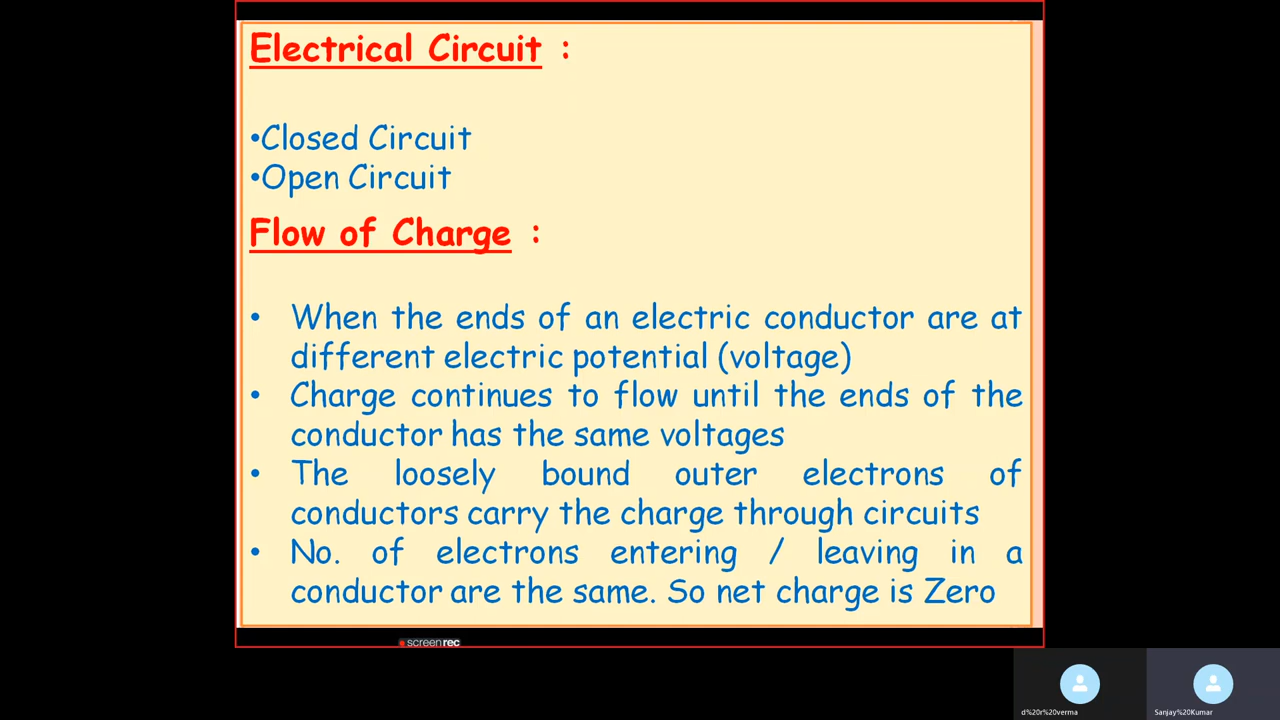 Electrical Circuit :
•Closed Circuit
•Open Circuit
Flow of Charge :
• When the ends of an electric conductor are at
different electric potential (voltage)
• Charge continues to flow until the ends of the
conductor has the same voltages
• The loosely bound outer electrons of
conductors carry the charge through circuits
• No. of electrons entering / leaving in a
conductor are the same. So net charge is Zero
screenrec
d%20r%20verma
Sanjay%20Kumar